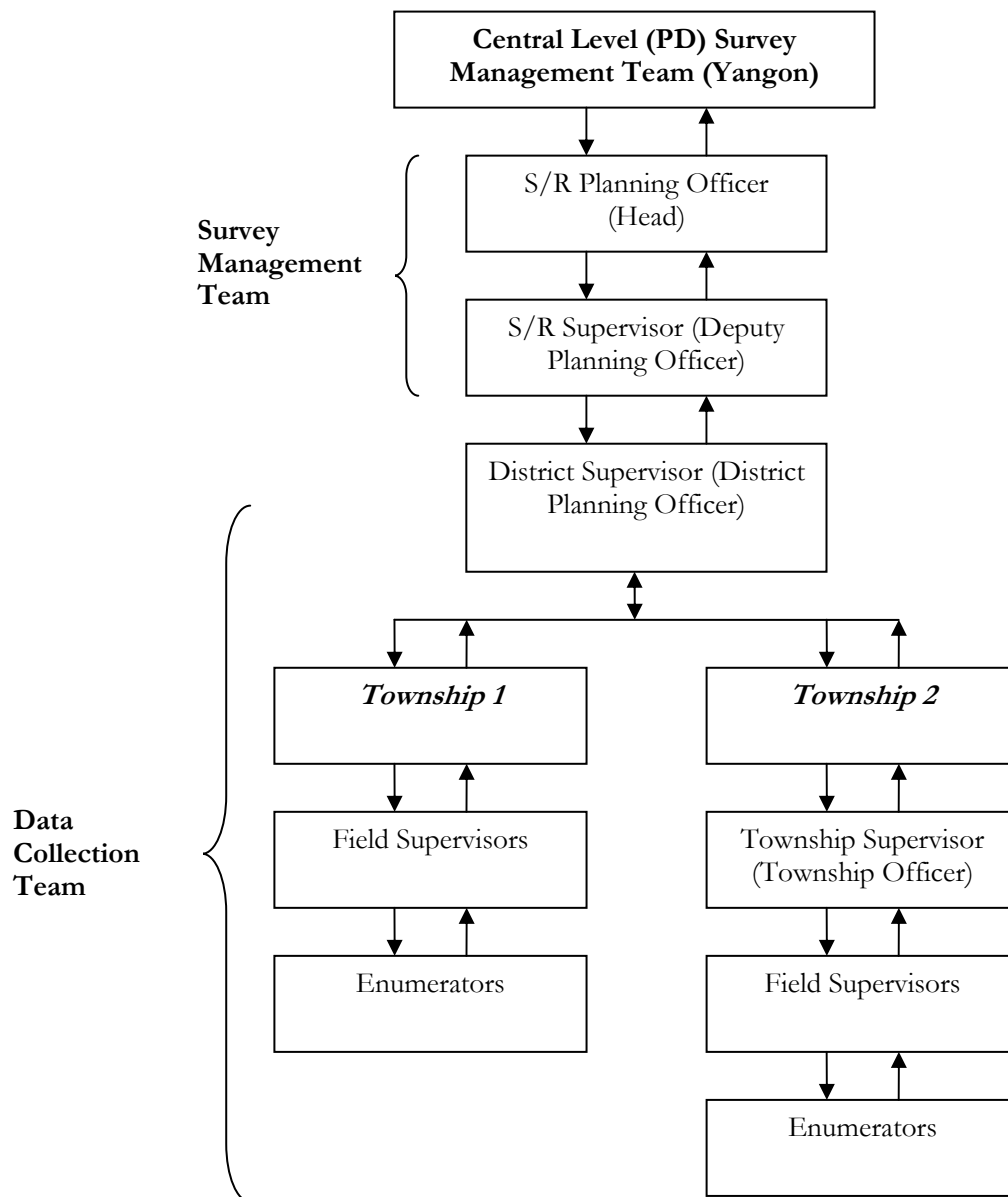 Central Level (PD) Survey
Management Team (Yangon)
S/R Planning Officer
(Head)
Survey
Management
Team
S/R Supervisor (Deputy
Planning Officer)
District Supervisor (District
Planning Officer)
Township 1
Township 2
Data
Collection
Team
Field Supervisors
Township Supervisor
(Township Officer)
Enumerators
Field Supervisors
Enumerators